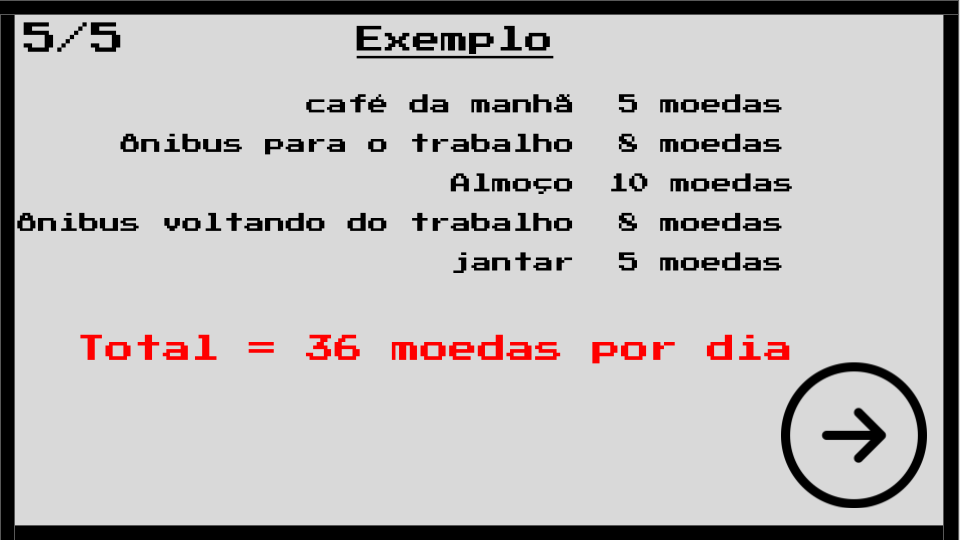 5/5
Exemplo
café da manhã 5 moedas
ônibus para o trabalho 8 moedas
Almoço 10 moedas
ônibus voltando do trabalho 8 moedas
jantar 5 moedas
Total = 36 moedas por dia